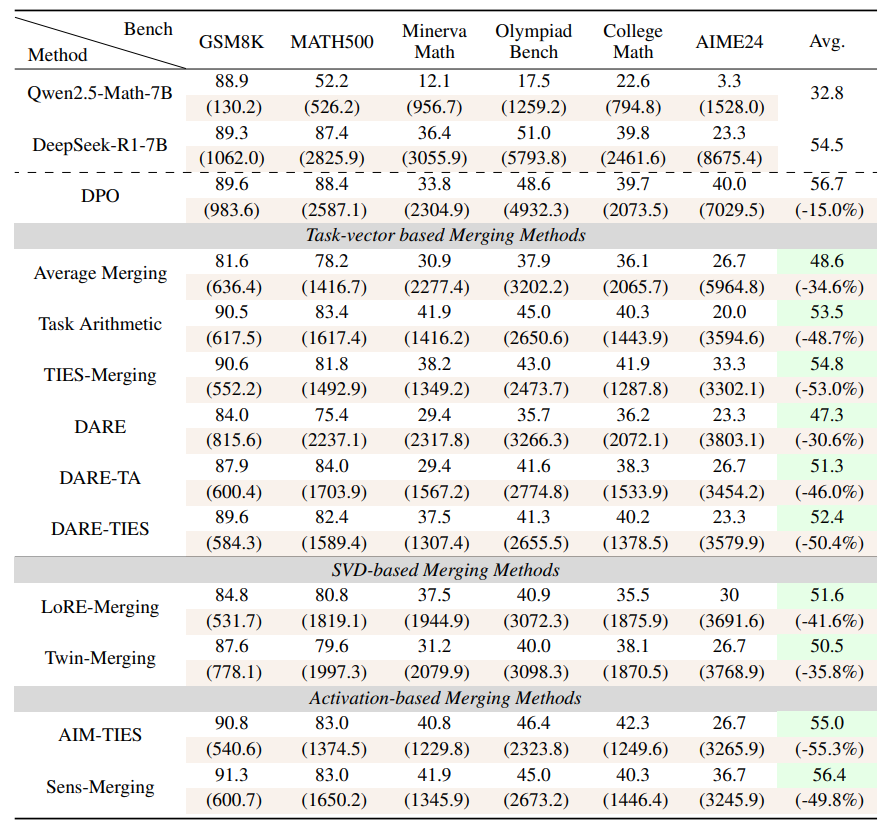 Bench
Method
GSM8K MATH500 Minerva Math Olympiad Bench College Math AIME24 Avg.
Qwen2.5-Math-7B 88.9 52.2 12.1 17.5 22.6 3.3 32.8
(130.2) (526.2) (956.7) (1259.2) (794.8) (1528.0)
DeepSeek-R1-7B 89.3 87.4 36.4 51.0 39.8 23.3 54.5
(1062.0) (2825.9) (3055.9) (5793.8) (2461.6) (8675.4)
DPO 89.6 88.4 33.8 48.6 39.7 40.0 56.7
(983.6) (2587.1) (2304.9) (4932.3) (2073.5) (7029.5) (-15.0%)
Task-vector based Merging Methods
Average Merging 81.6 78.2 30.9 37.9 36.1 26.7 48.6
(636.4) (1416.7) (2277.4) (3202.2) (2065.7) (5964.8) (-34.6%)
Task Arithmetic 90.5 83.4 41.9 45.0 40.3 20.0 53.5
(617.5) (1617.4) (1416.2) (2650.6) (1443.9) (3594.6) (-48.7%)
TIES-Merging 90.6 81.8 38.2 43.0 41.9 33.3 54.8
(552.2) (1492.9) (1349.2) (2473.7) (1287.8) (3302.1) (-53.0%)
DARE 84.0 75.4 29.4 35.7 36.2 23.3 47.3
(815.6) (2237.1) (2317.8) (3266.3) (2072.1) (3803.1) (-30.6%)
DARE-TA 87.9 84.0 29.4 41.6 38.3 26.7 51.3
(600.4) (1703.9) (1567.2) (2774.8) (1533.9) (3454.2) (-46.0%)
DARE-TIES 89.6 82.4 37.5 41.3 40.2 23.3 52.4
(584.3) (1589.4) (1307.4) (2655.5) (1378.5) (3579.9) (-50.4%)
SVD-based Merging Methods
LoRE-Merging 84.8 80.8 37.5 40.9 35.5 30 51.6
(531.7) (1819.1) (1944.9) (3072.3) (1875.9) (3691.6) (-41.6%)
Twin-Merging 87.6 79.6 31.2 40.0 38.1 26.7 50.5
(778.1) (1997.3) (2079.9) (3098.3) (1870.5) (3768.9) (-35.8%)
Activation-based Merging Methods
AIM-TIES 90.8 83.0 40.8 46.4 42.3 26.7 55.0
(540.6) (1374.5) (1229.8) (2323.8) (1249.6) (3265.9) (-55.3%)
Sens-Merging 91.3 83.0 41.9 45.0 40.3 36.7 56.4
(600.7) (1650.2) (1345.9) (2673.2) (1446.4) (3245.9) (-49.8%)